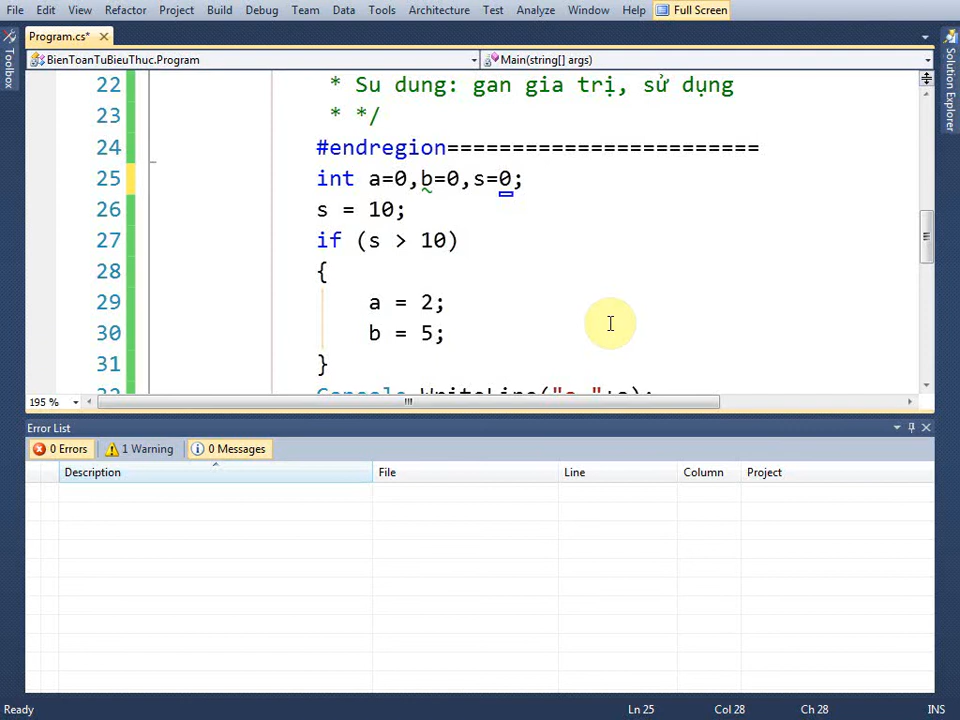 File Edit View Refactor Project Build Debug Team Data Tools Architecture Test Analyze Window Help Full Screen
Program.cs* ×
BienToanTuBieuThuc.Program Main(string[] args)
Toolbox
Solution Explorer
22 * Su dung: gan gia trị, sử dụng
23 * */
24 #endregion========================
25 int a=0,b=0,s=0;
26 s = 10;
27 if (s > 10)
28 {
29 a = 2;
30 b = 5;
31 }
32 Console.WriteLine("a="+a);
195 %
Error List
0 Errors 1 Warning 0 Messages
Description File Line Column Project
Ready Ln 25 Col 28 Ch 28 INS